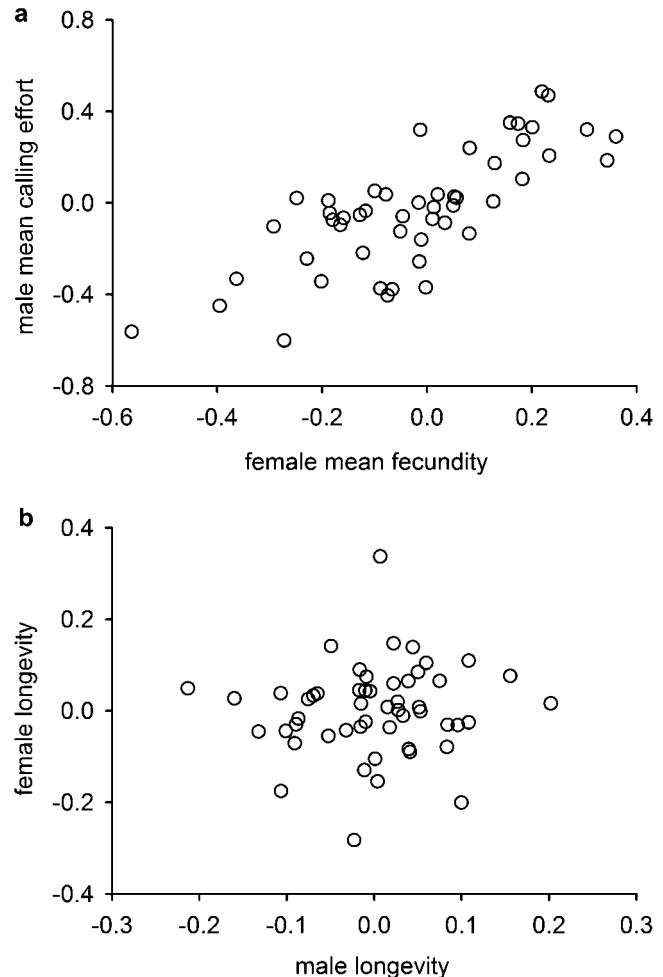 a
0.8
0.4
0.0
-0.4
-0.8
male mean calling effort
-0.6 -0.4 -0.2 0.0 0.2 0.4
female mean fecundity
b
0.4
0.2
0.0
-0.2
-0.4
female longevity
-0.3 -0.2 -0.1 0.0 0.1 0.2 0.3
male longevity